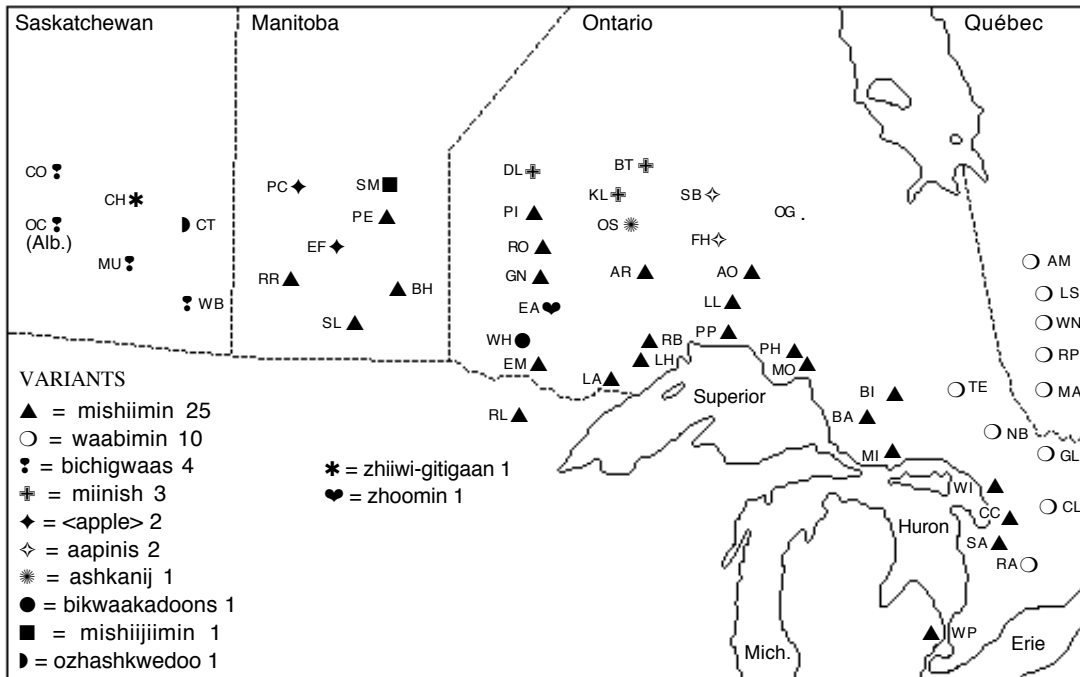 Saskatchewan Manitoba Ontario Québec
CO PC SM DL BT
CH KL SB
OC CT PE PI OS OG
(Alb.)
EF RO FH
MU AM
RR BH GN AR AO
WB EA LL LS
SL WH RB PP WN
EM LH PH RP
LA MO
VARIANTS
▲ = mishiimin 25
❍ = waabimin 10
❢ = bichigwaas 4
✙ = miinish 3
✦ = <apple> 2
✧ = aapinis 2
✺ = ashkanij 1
● = bikwaakadoons 1
■ = mishiijiimin 1
◗ = ozhashkwedoo 1
✱ = zhiiwi-gitigaan 1
❤ = zhoomin 1
RL Superior BI TE MA
BA NB
MI GL
WI
CC CL
Huron
SA
RA
WP
Mich. Erie